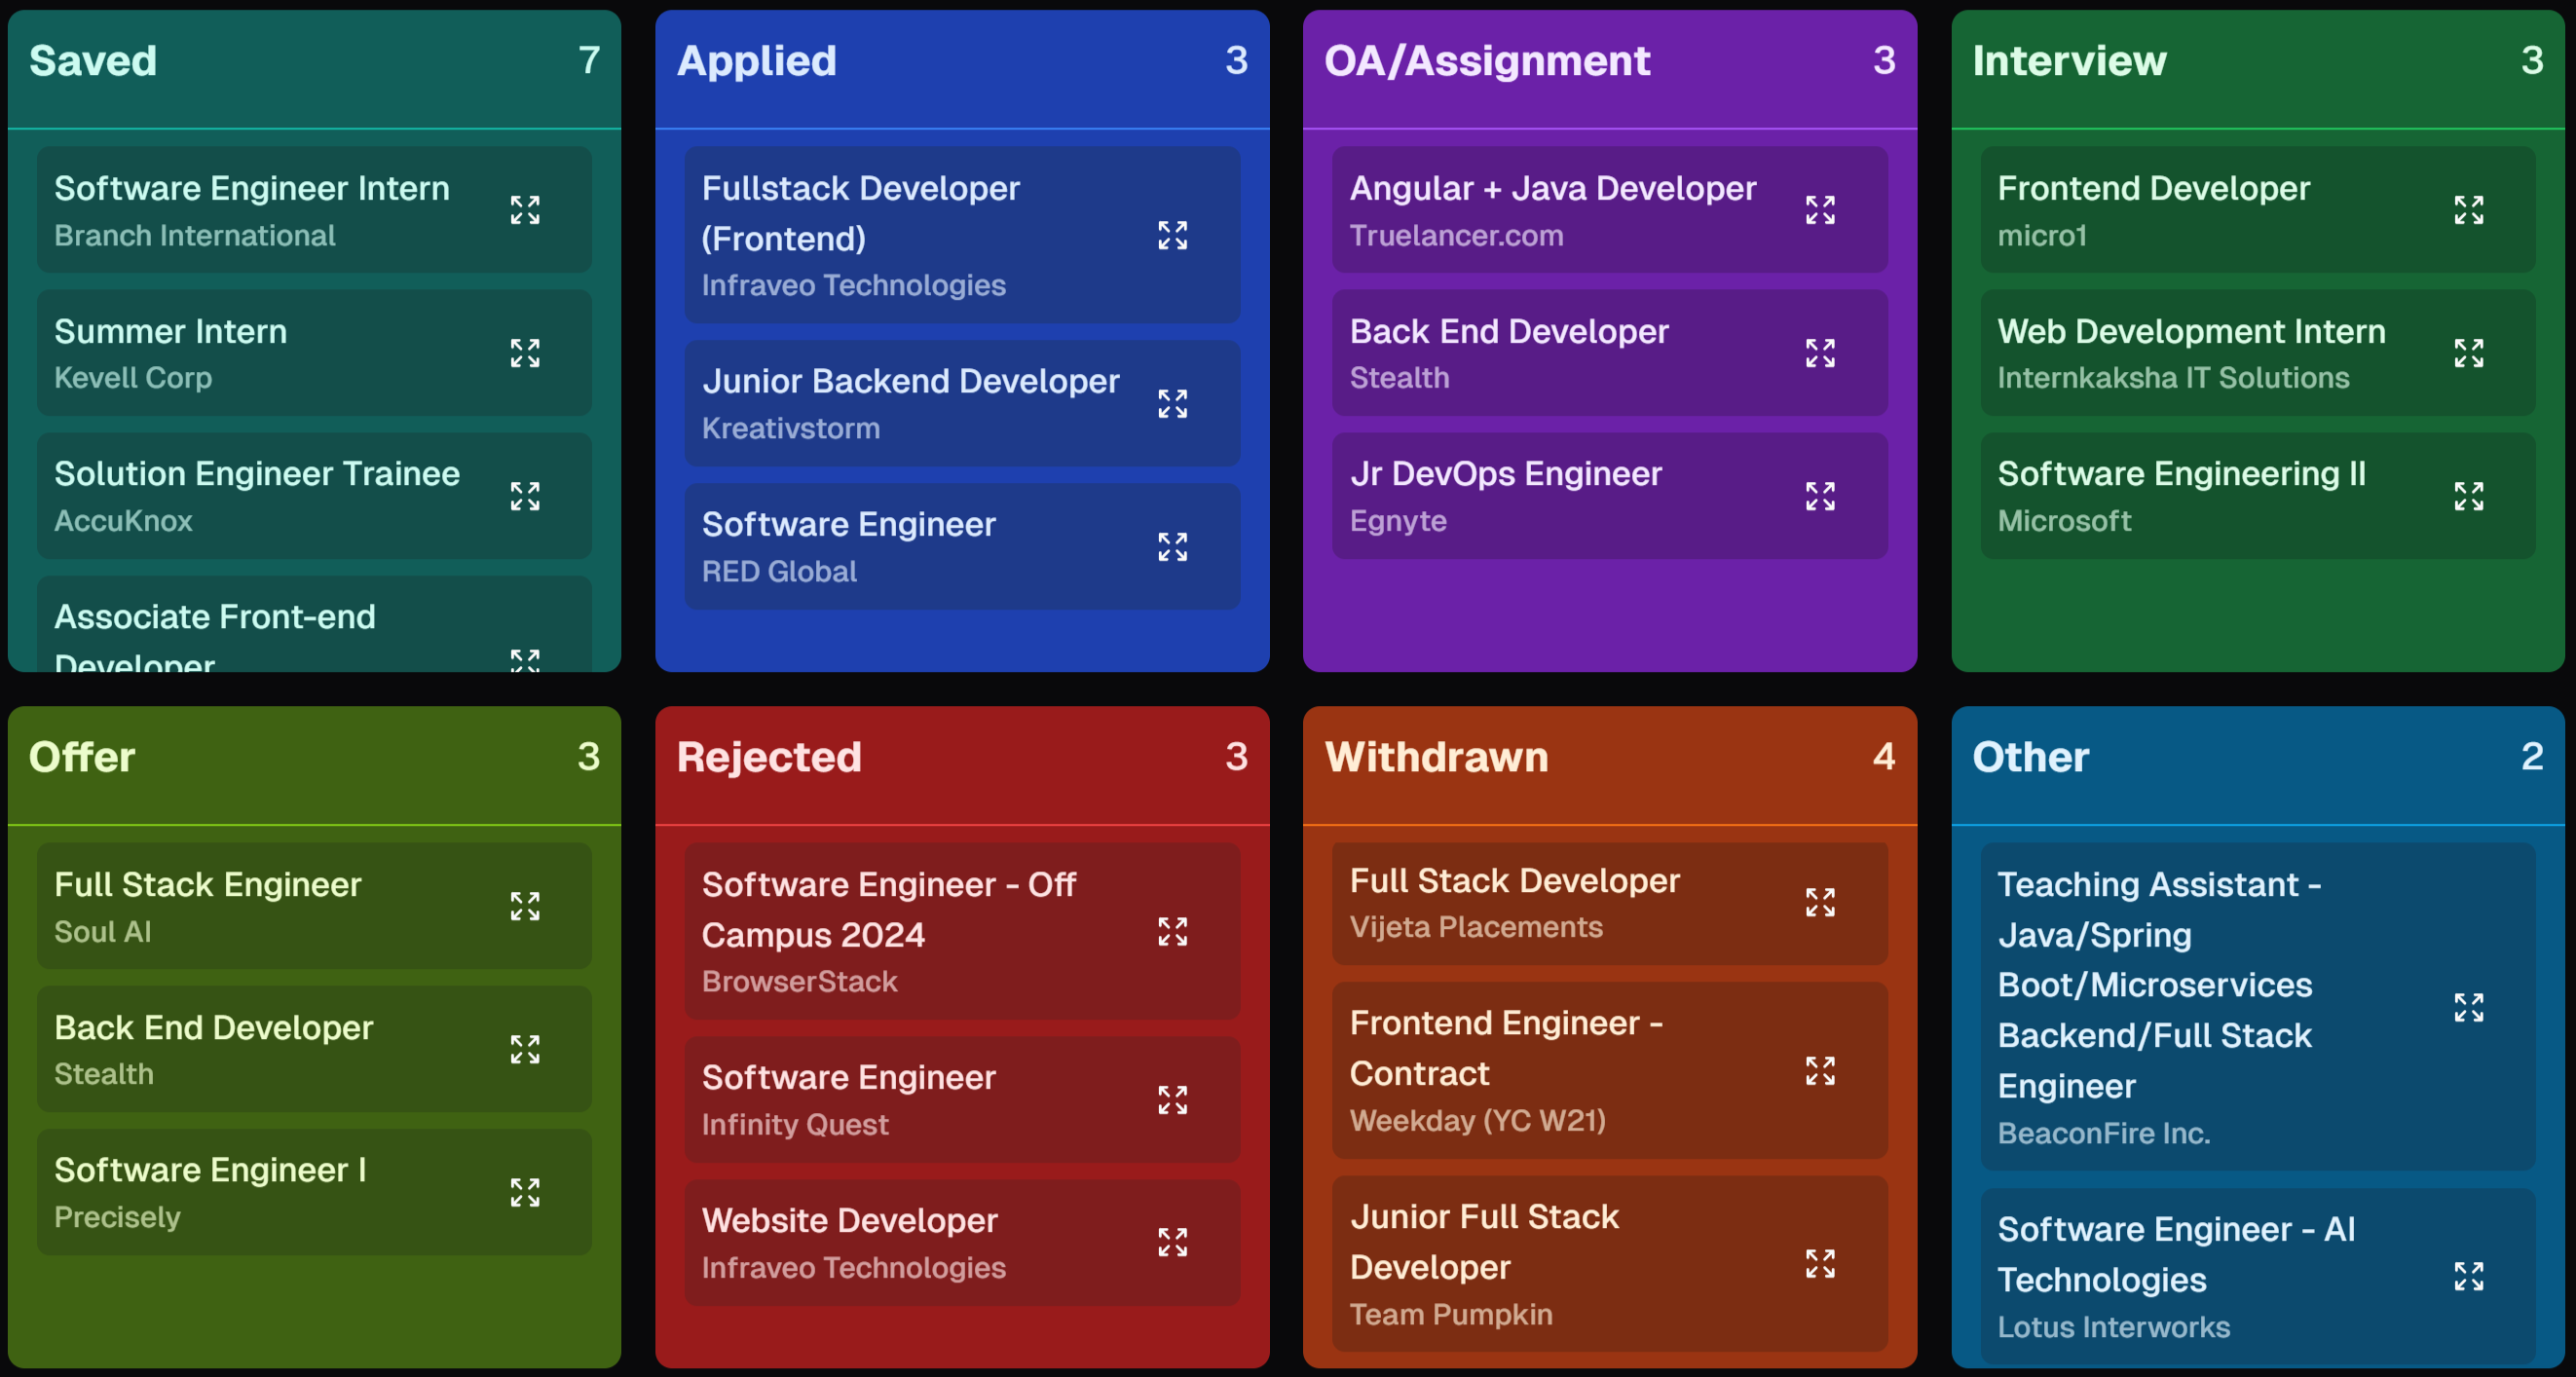 Saved 7
Software Engineer Intern
Branch International
Summer Intern
Kevell Corp
Solution Engineer Trainee
AccuKnox
Associate Front-end
Developer
Applied 3
Fullstack Developer
(Frontend)
Infraveo Technologies
Junior Backend Developer
Kreativstorm
Software Engineer
RED Global
OA/Assignment 3
Angular + Java Developer
Truelancer.com
Back End Developer
Stealth
Jr DevOps Engineer
Egnyte
Interview 3
Frontend Developer
micro1
Web Development Intern
Internkaksha IT Solutions
Software Engineering II
Microsoft
Offer 3
Full Stack Engineer
Soul AI
Back End Developer
Stealth
Software Engineer I
Precisely
Rejected 3
Software Engineer - Off
Campus 2024
BrowserStack
Software Engineer
Infinity Quest
Website Developer
Infraveo Technologies
Withdrawn 4
Full Stack Developer
Vijeta Placements
Frontend Engineer -
Contract
Weekday (YC W21)
Junior Full Stack
Developer
Team Pumpkin
Other 2
Teaching Assistant -
Java/Spring
Boot/Microservices
Backend/Full Stack
Engineer
BeaconFire Inc.
Software Engineer - AI
Technologies
Lotus Interworks